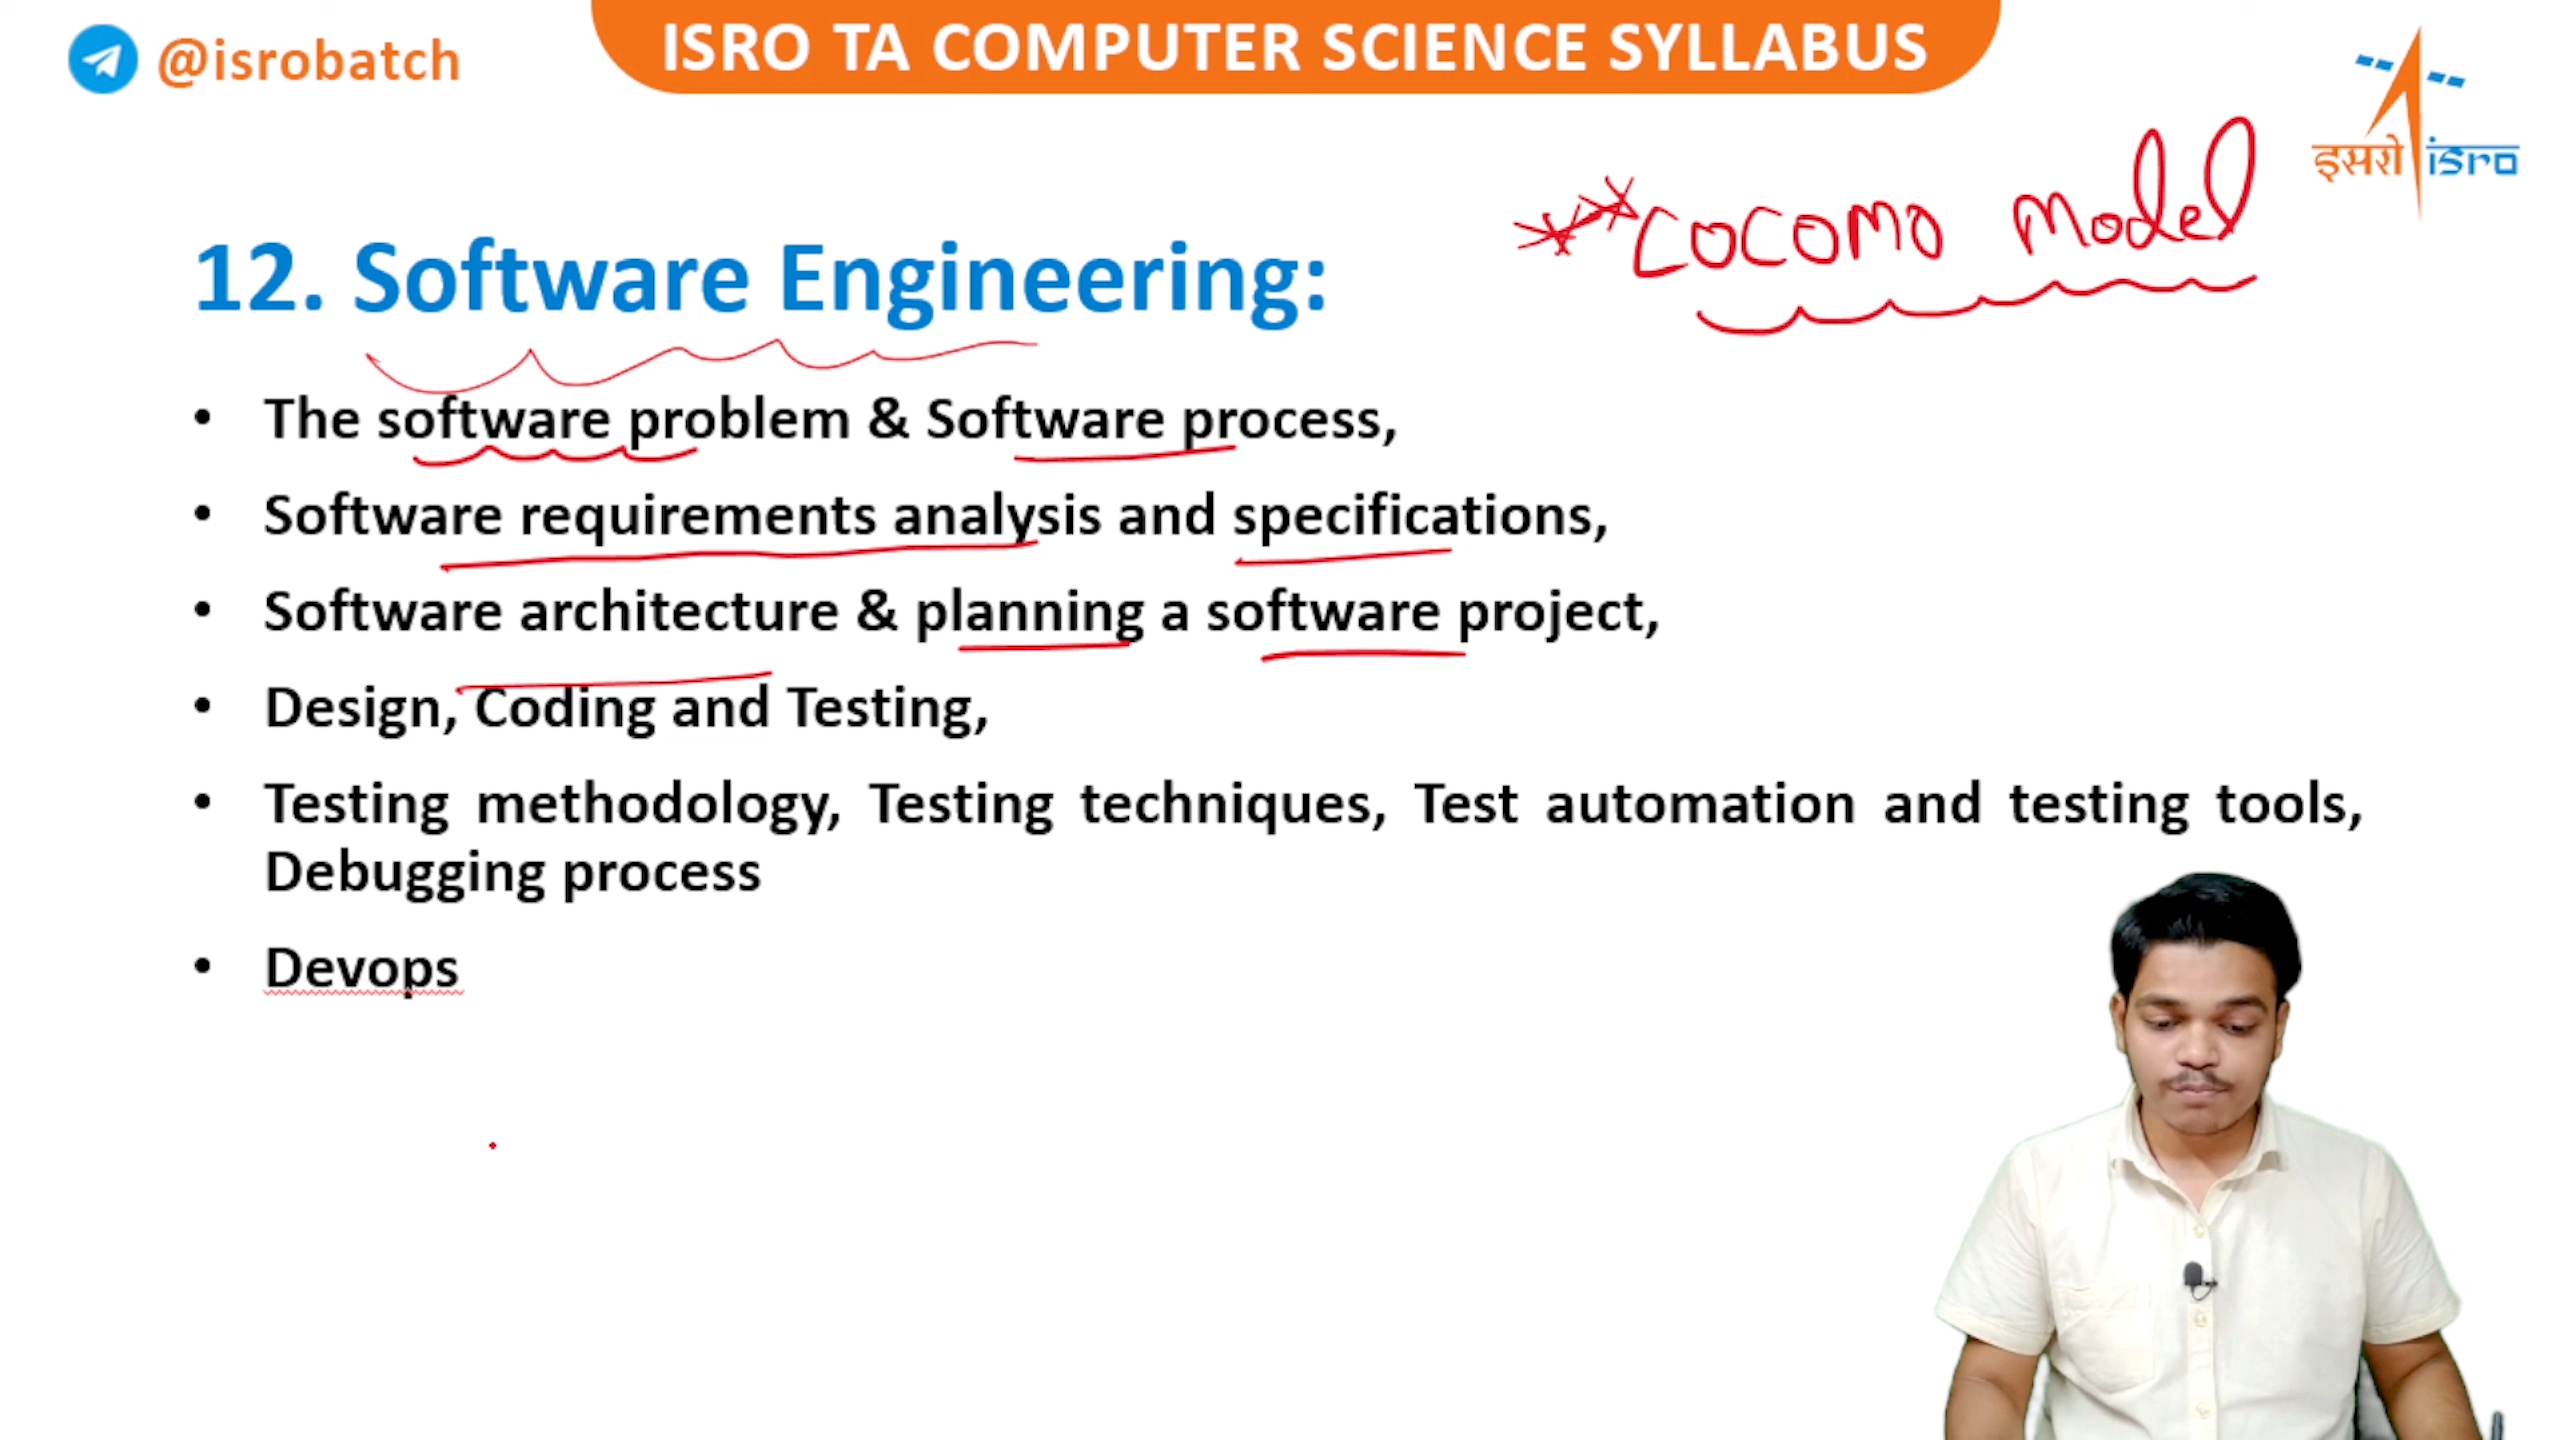 @isrobatch
ISRO TA COMPUTER SCIENCE SYLLABUS
इसरो isro
**COCOMO Model
12. Software Engineering:
• The software problem & Software process,
• Software requirements analysis and specifications,
• Software architecture & planning a software project,
• Design, Coding and Testing,
• Testing methodology, Testing techniques, Test automation and testing tools,
Debugging process
• Devops